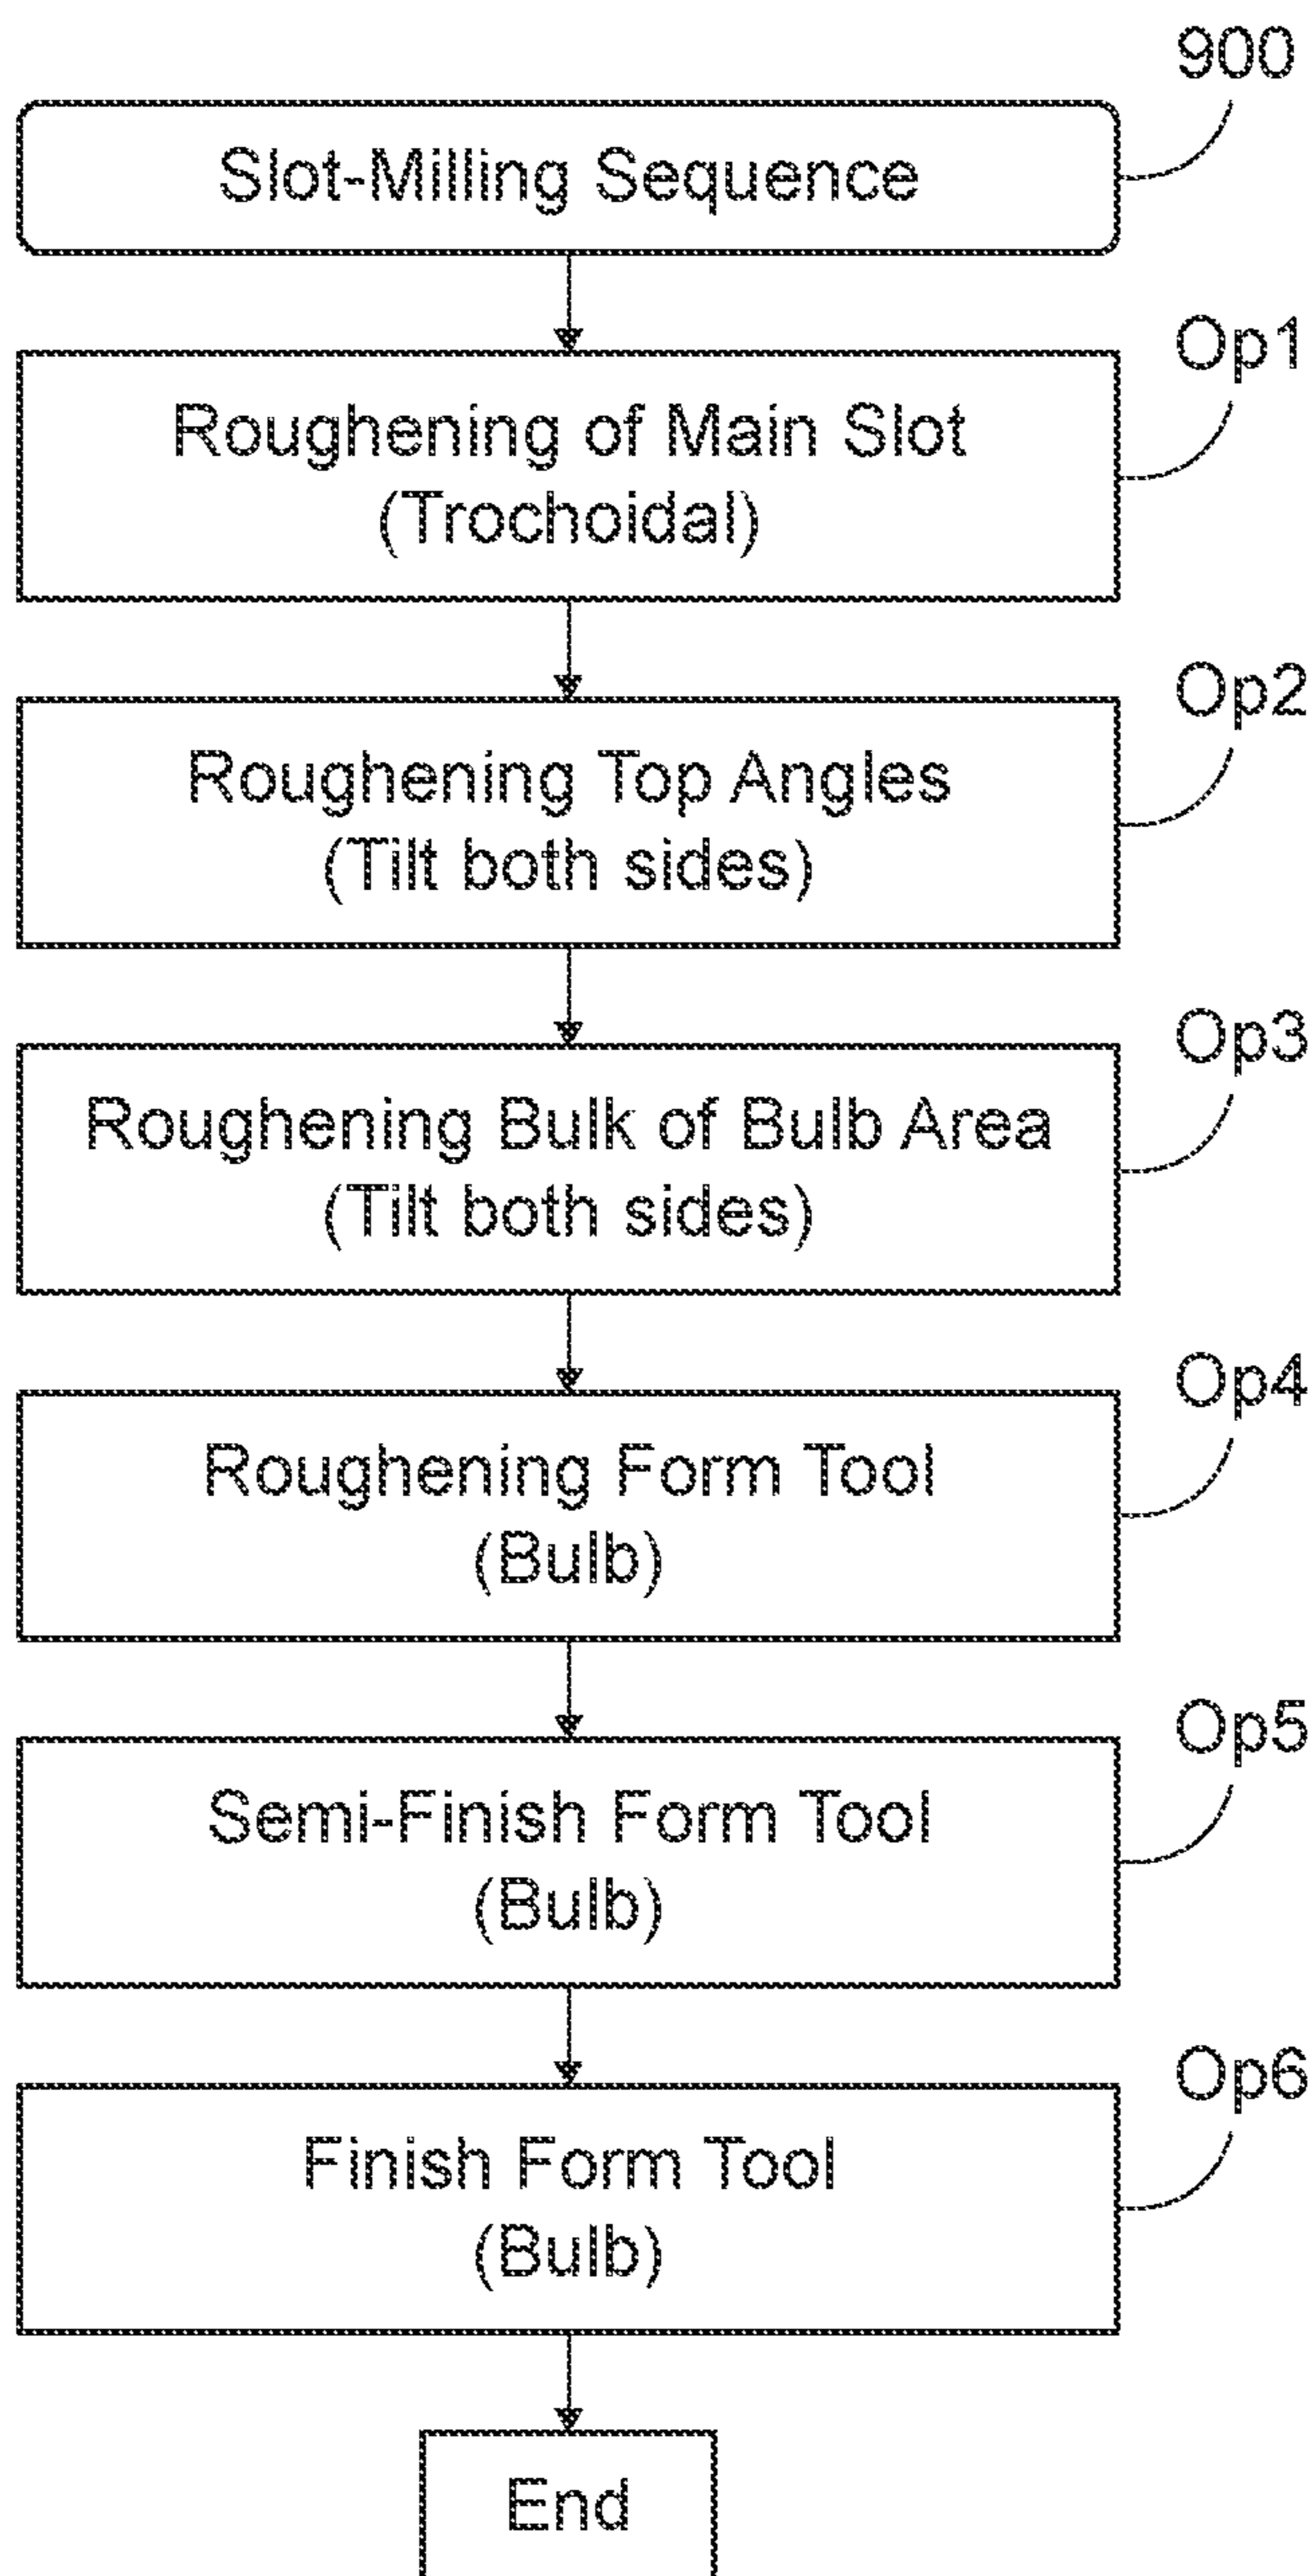 900
Slot-Milling Sequence
Op1
Roughening of Main Slot
(Trochoidal)
Op2
Roughening Top Angles
(Tilt both sides)
Op3
Roughening Bulk of Bulb Area
(Tilt both sides)
Op4
Roughening Form Tool
(Bulb)
Op5
Semi-Finish Form Tool
(Bulb)
Op6
Finish Form Tool
(Bulb)
End